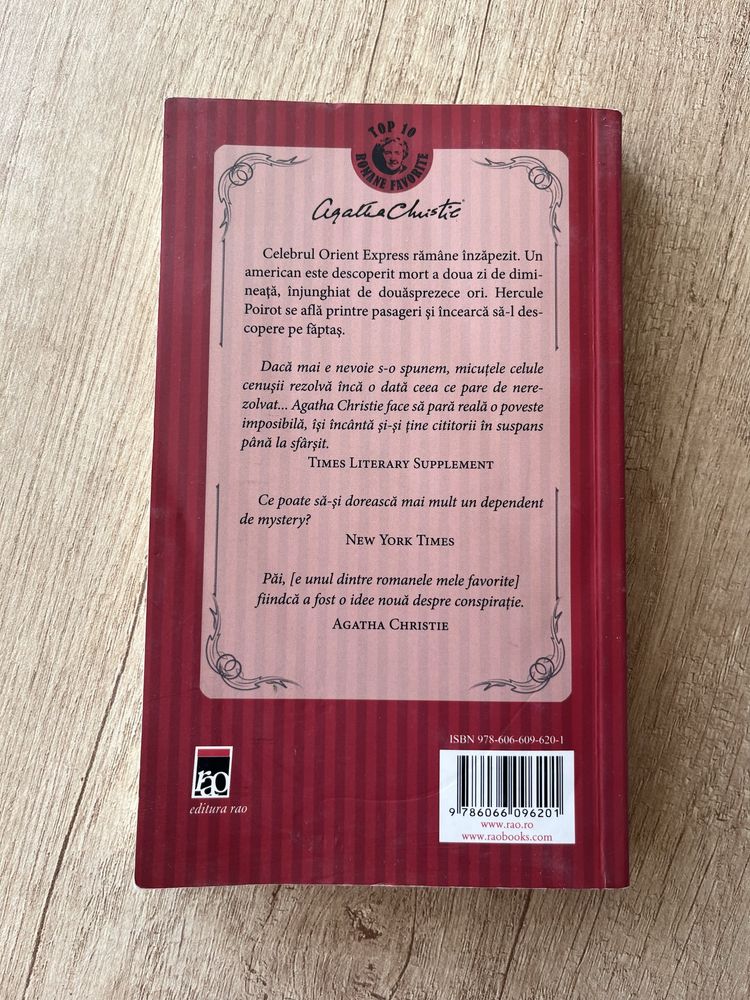 TOP 10
ROMANE FAVORITE
Agatha Christie
Celebrul Orient Express rămâne înzăpezit. Un
american este descoperit mort a doua zi de dimi-
neață, înjunghiat de douăsprezece ori. Hercule
Poirot se află printre pasageri și încearcă să-l des-
copere pe făptaș.
Dacă mai e nevoie s-o spunem, micuțele celule
cenușii rezolvă încă o dată ceea ce pare de nere-
zolvat... Agatha Christie face să pară reală o poveste
imposibilă, își încântă și-și ține cititorii în suspans
până la sfârșit.
TIMES LITERARY SUPPLEMENT
Ce poate să-și dorească mai mult un dependent
de mystery?
NEW YORK TIMES
Păi, [e unul dintre romanele mele favorite]
fiindcă a fost o idee nouă despre conspirație.
AGATHA CHRISTIE
ISBN 978-606-609-620-1
9 786066 096201
www.rao.ro
www.raobooks.com
rao
editura rao